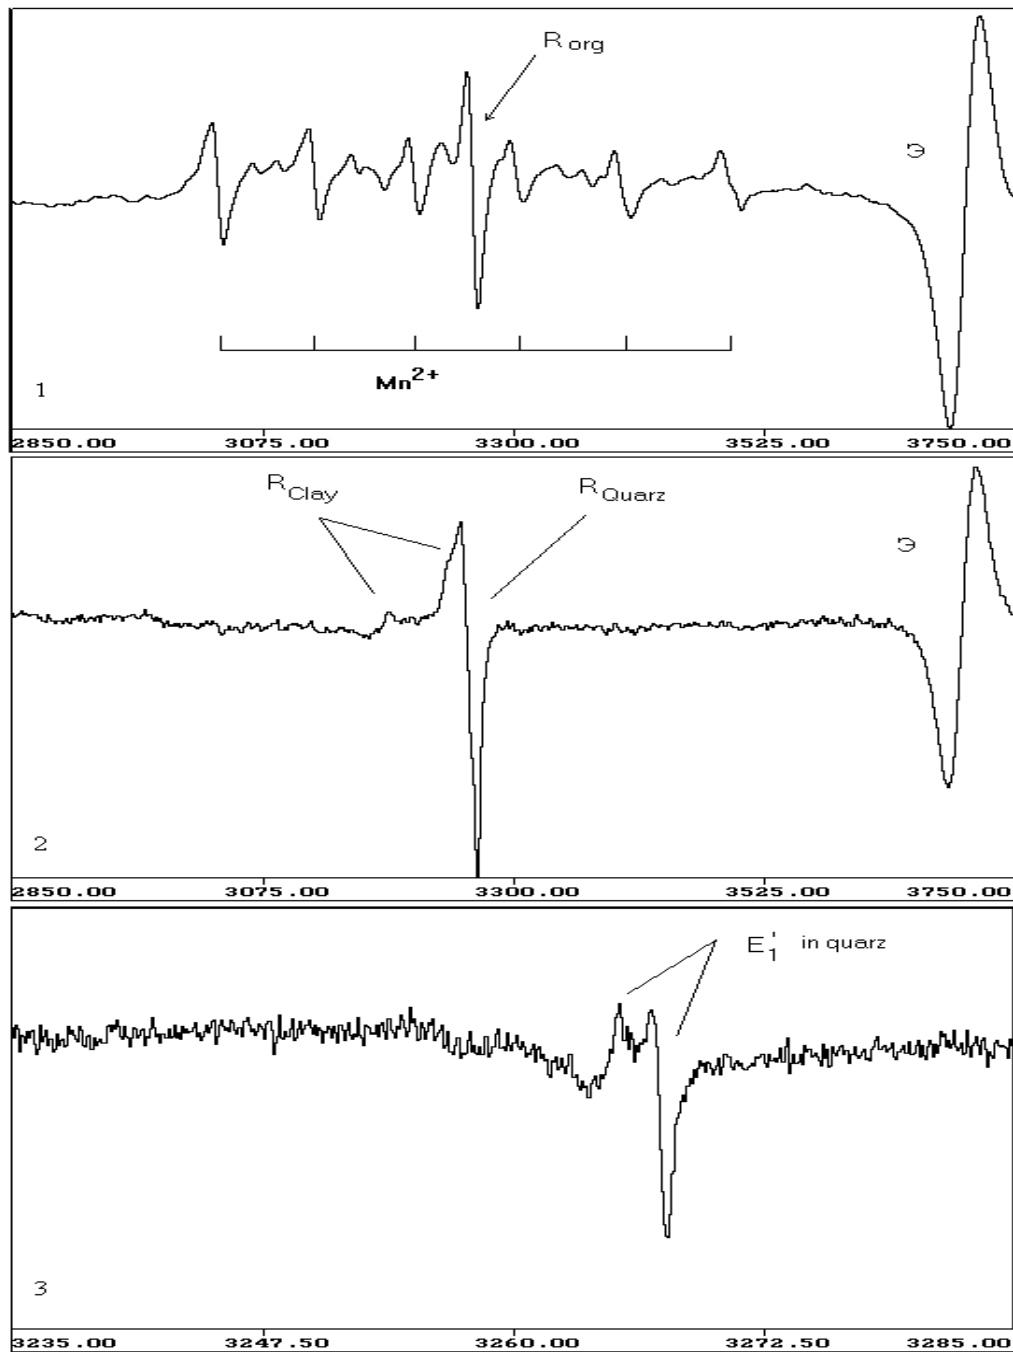 R org
Э
Mn2+
1
2850.00 3075.00 3300.00 3525.00 3750.00
R Clay
R Quarz
Э
2
2850.00 3075.00 3300.00 3525.00 3750.00
E1' in quarz
3
3235.00 3247.50 3260.00 3272.50 3285.00